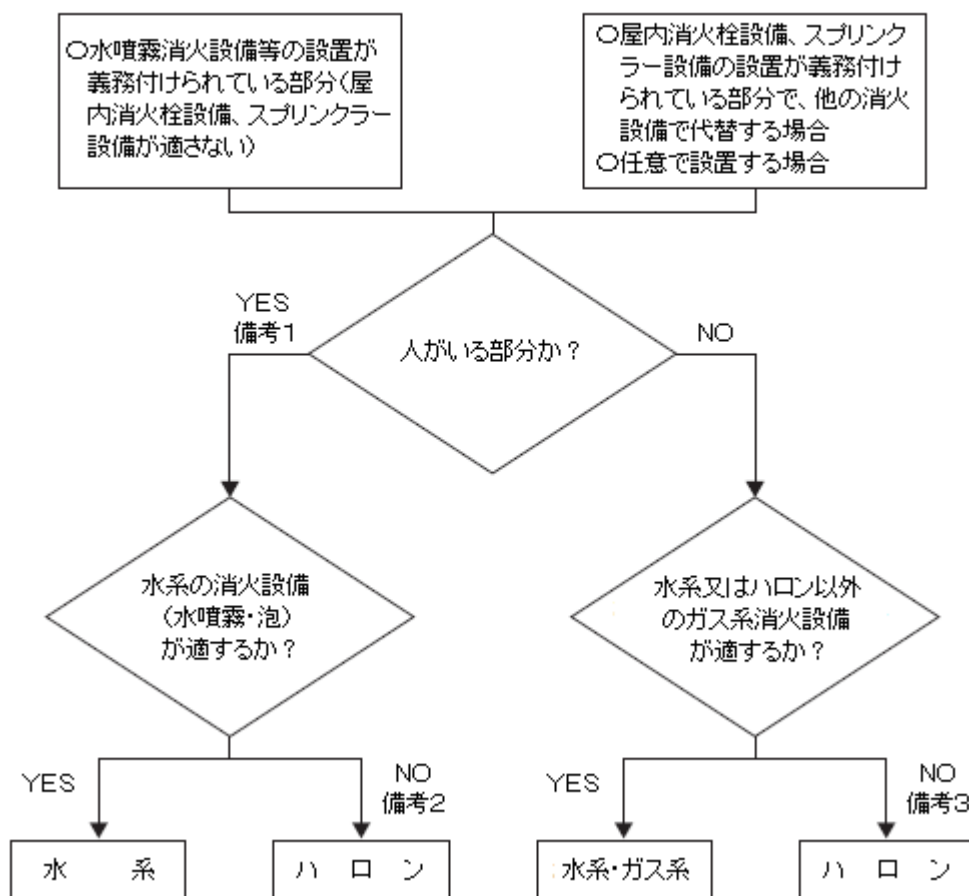 ○水噴霧消火設備等の設置が
義務付けられている部分(屋
内消火栓設備、スプリンクラー
設備が適さない)
○屋内消火栓設備、スプリンク
ラー設備の設置が義務付け
られている部分で、他の消火
設備で代替する場合
○任意で設置する場合
YES
備考1
人がいる部分か?
NO
水系の消火設備
(水噴霧・泡)
が適するか?
水系又はハロン以外
のガス系消火設備
が適するか?
YES
NO
備考2
YES
NO
備考3
水 系
ハ ロ ン
水系・ガス系
ハ ロ ン